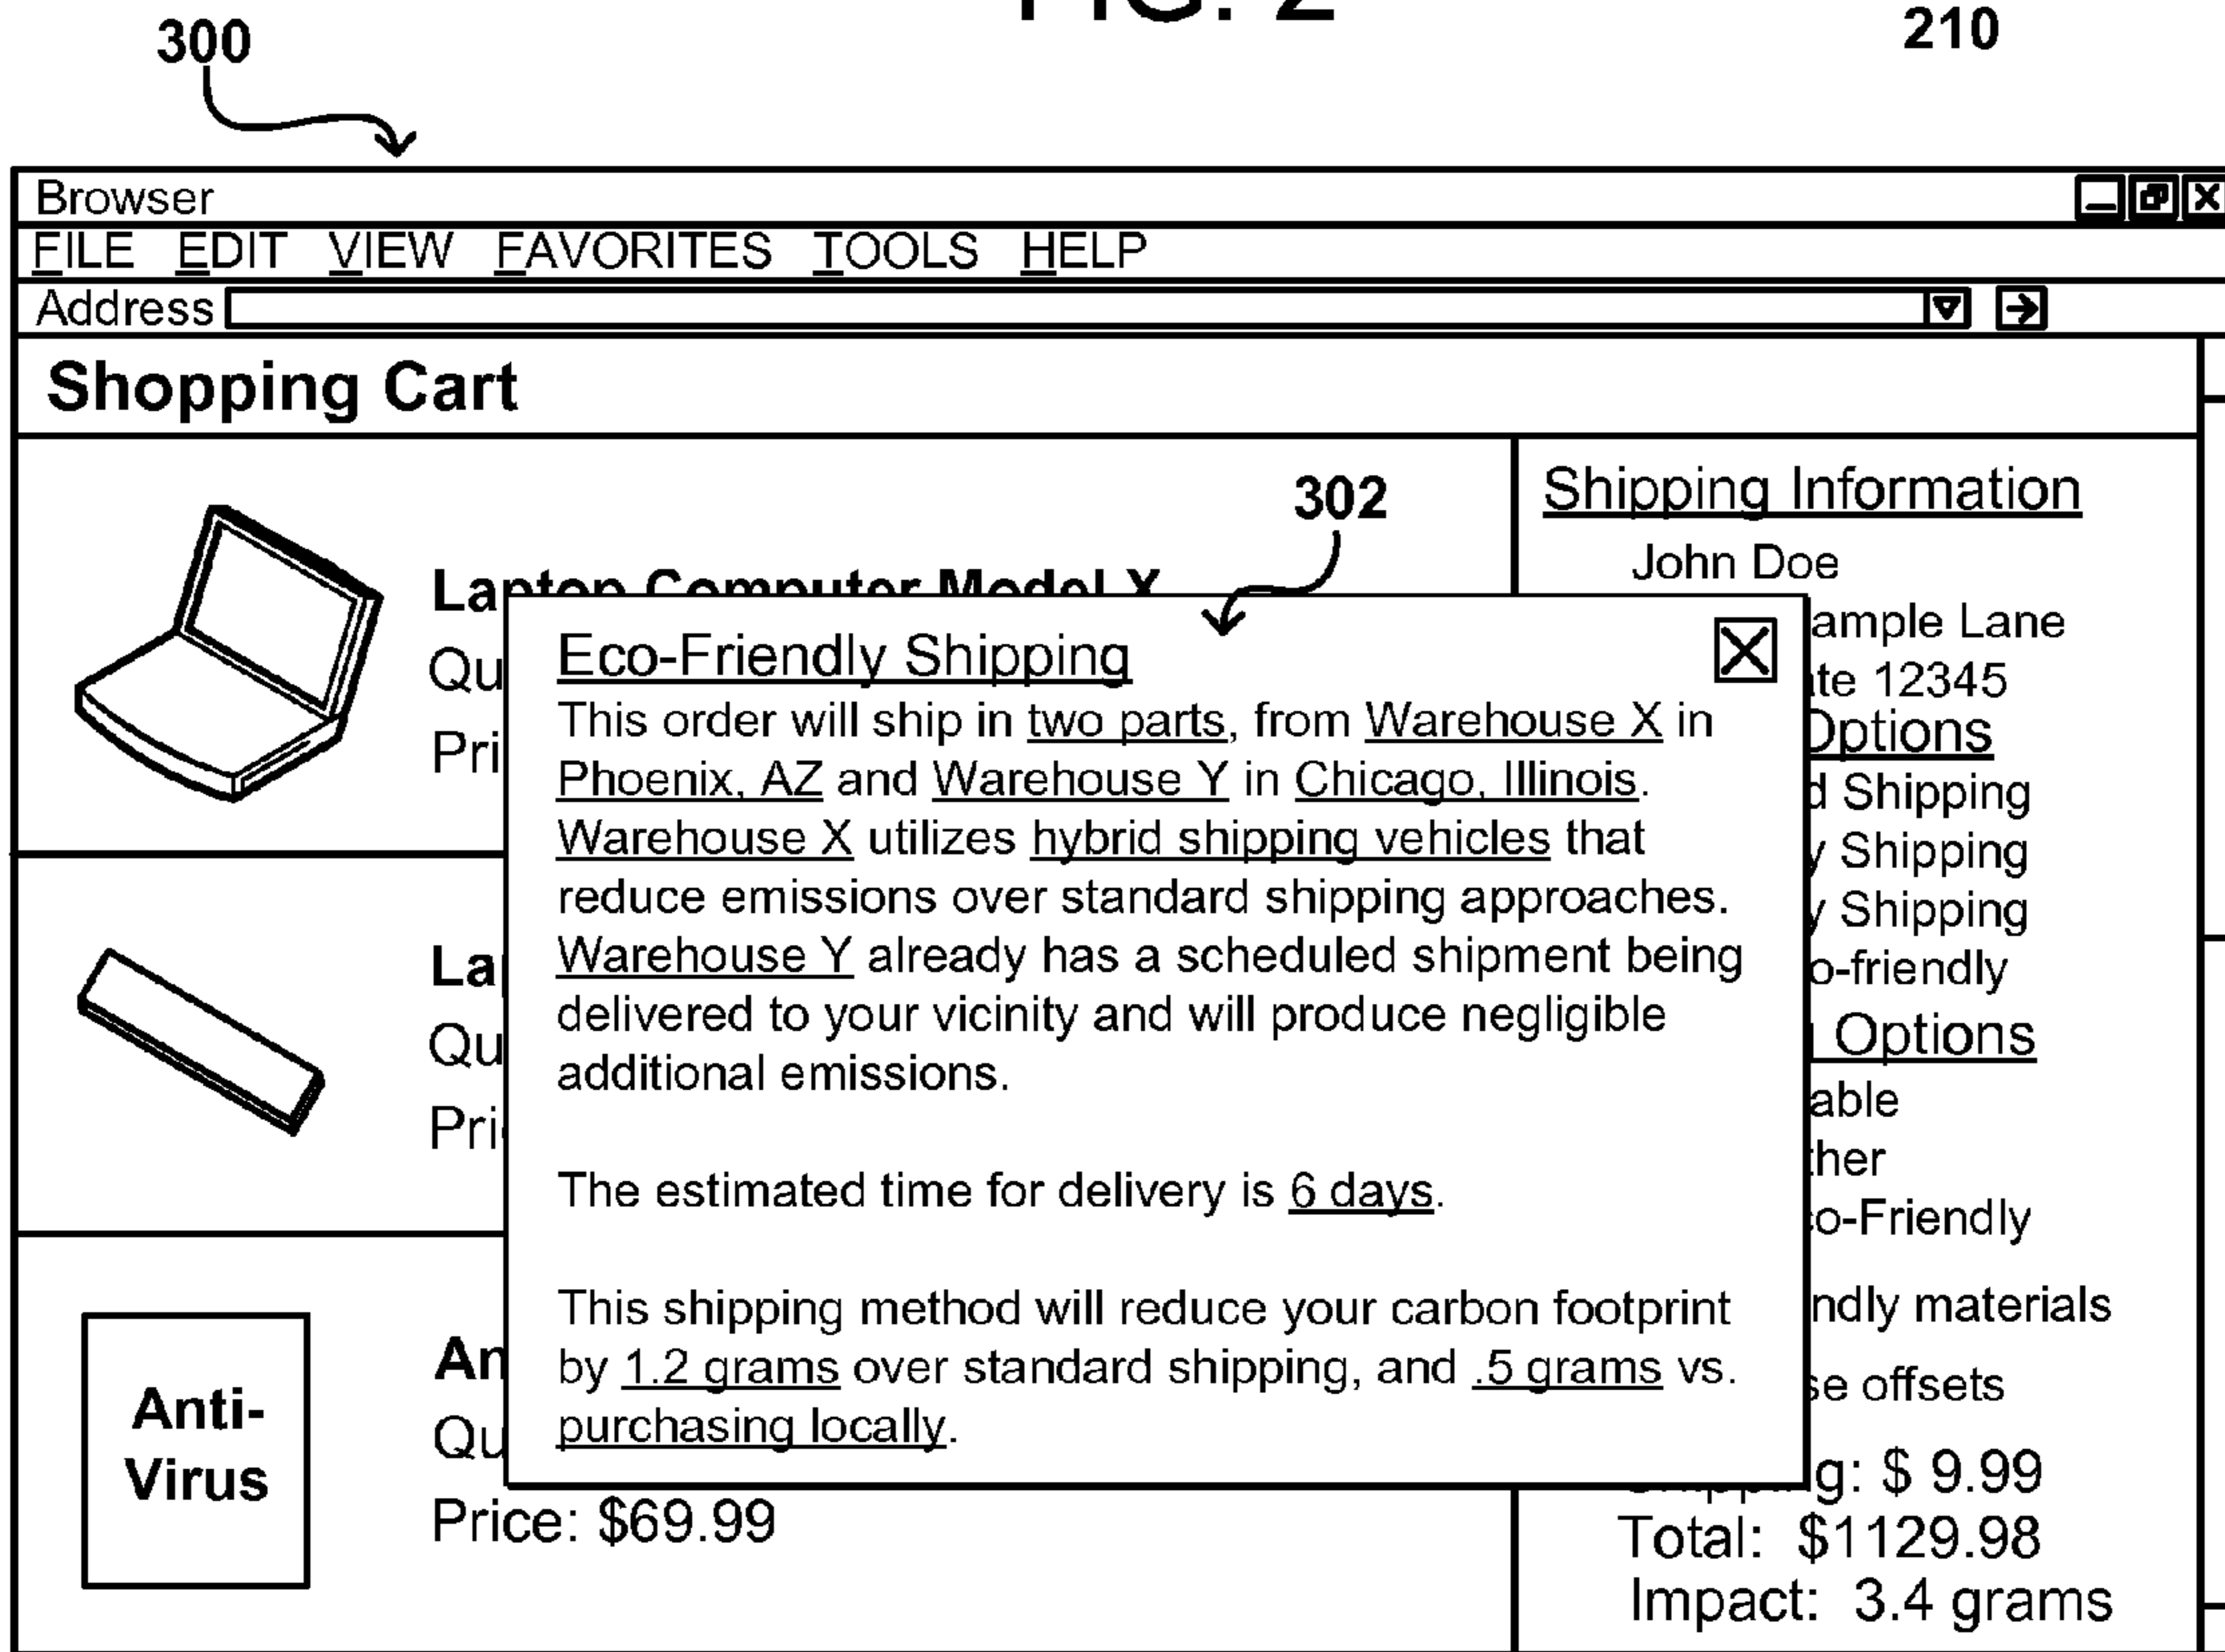 FIG. 2
300
210
Browser
FILE EDIT VIEW FAVORITES TOOLS HELP
Address
Shopping Cart
302
Laptop Computer Model X
Eco-Friendly Shipping
This order will ship in two parts, from Warehouse X in
Phoenix, AZ and Warehouse Y in Chicago, Illinois.
Warehouse X utilizes hybrid shipping vehicles that
reduce emissions over standard shipping approaches.
Warehouse Y already has a scheduled shipment being
delivered to your vicinity and will produce negligible
additional emissions.
The estimated time for delivery is 6 days.
This shipping method will reduce your carbon footprint
by 1.2 grams over standard shipping, and .5 grams vs.
purchasing locally.
Qu
Pri
La
Qu
Pri
Anti-
Virus
An
Qu
Price: $69.99
Shipping Information
John Doe
ample Lane
te 12345
Options
d Shipping
y Shipping
y Shipping
o-friendly
Options
able
ther
o-Friendly
ndly materials
se offsets
g: $ 9.99
Total: $1129.98
Impact: 3.4 grams